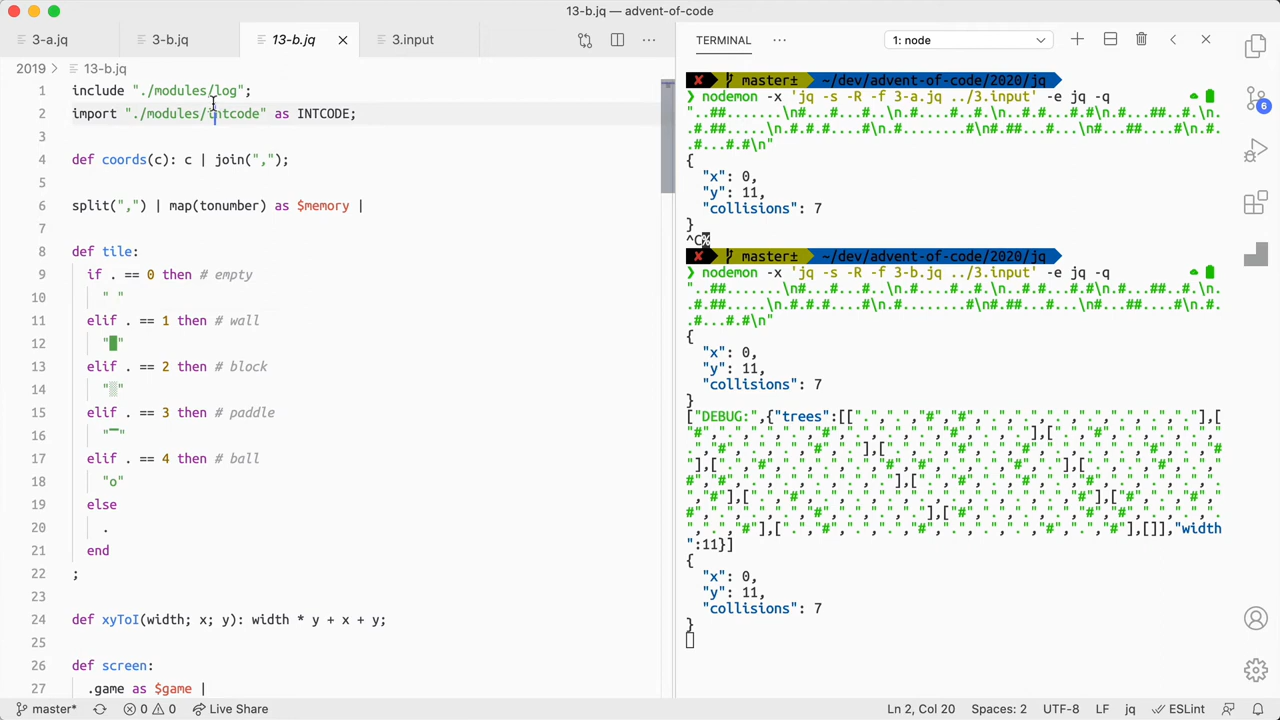 13-b.jq — advent-of-code
3-a.jq
3-b.jq
13-b.jq
3.input
2019 > 13-b.jq
1 include "./modules/log";
2 import "./modules/intcode" as INTCODE;
3
4 def coords(c): c | join(",");
5
6 split(",") | map(tonumber) as $memory |
7
8 def tile:
9 if . == 0 then # empty
10 " "
11 elif . == 1 then # wall
12 "█"
13 elif . == 2 then # block
14 "░"
15 elif . == 3 then # paddle
16 "▔"
17 elif . == 4 then # ball
18 "o"
19 else
20 .
21 end
22 ;
23
24 def xyToI(width; x; y): width * y + x + y;
25
26 def screen:
27 .game as $game |
TERMINAL
1: node
✘ master± ~/dev/advent-of-code/2020/jq
❯ nodemon -x 'jq -s -R -f 3-a.jq ../3.input' -e jq -q
"..##.......\n#...#...#..\n.#....#..#.\n..#.#...#.#\n.#...##..#.\n..#.##.....\n.#.#.#....#\n.#........#\n#.##...#...\n#...##....#\n.#..#...#.#\n"
{
"x": 0,
"y": 11,
"collisions": 7
}
^C%
✘ master± ~/dev/advent-of-code/2020/jq
❯ nodemon -x 'jq -s -R -f 3-b.jq ../3.input' -e jq -q
"..##.......\n#...#...#..\n.#....#..#.\n..#.#...#.#\n.#...##..#.\n..#.##.....\n.#.#.#....#\n.#........#\n#.##...#...\n#...##....#\n.#..#...#.#\n"
{
"x": 0,
"y": 11,
"collisions": 7
}
["DEBUG:",{"trees":[[".",".","#","#",".",".",".",".",".",".","."],[
"#",".",".",".","#",".",".",".","#",".","."],[".","#",".",".",".",".
","#",".",".","#","."],[".",".","#",".","#",".",".",".","#",".","#"
],[".","#",".",".",".","#","#",".",".","#","."],[".",".","#",".","
#","#",".",".",".",".","."],[".","#",".","#",".","#",".",".",".","."
,"#"],[".","#",".",".",".",".",".",".",".",".","#"],["#",".","#","
#",".",".",".","#",".",".","."],["#",".",".",".","#","#",".",".","."
,".","#"],[".","#",".",".","#",".",".",".","#",".","#"],[]],"width
":11}]
{
"x": 0,
"y": 11,
"collisions": 7
}
6
master*
0
0
Live Share
Ln 2, Col 20
Spaces: 2
UTF-8
LF
jq
ESLint